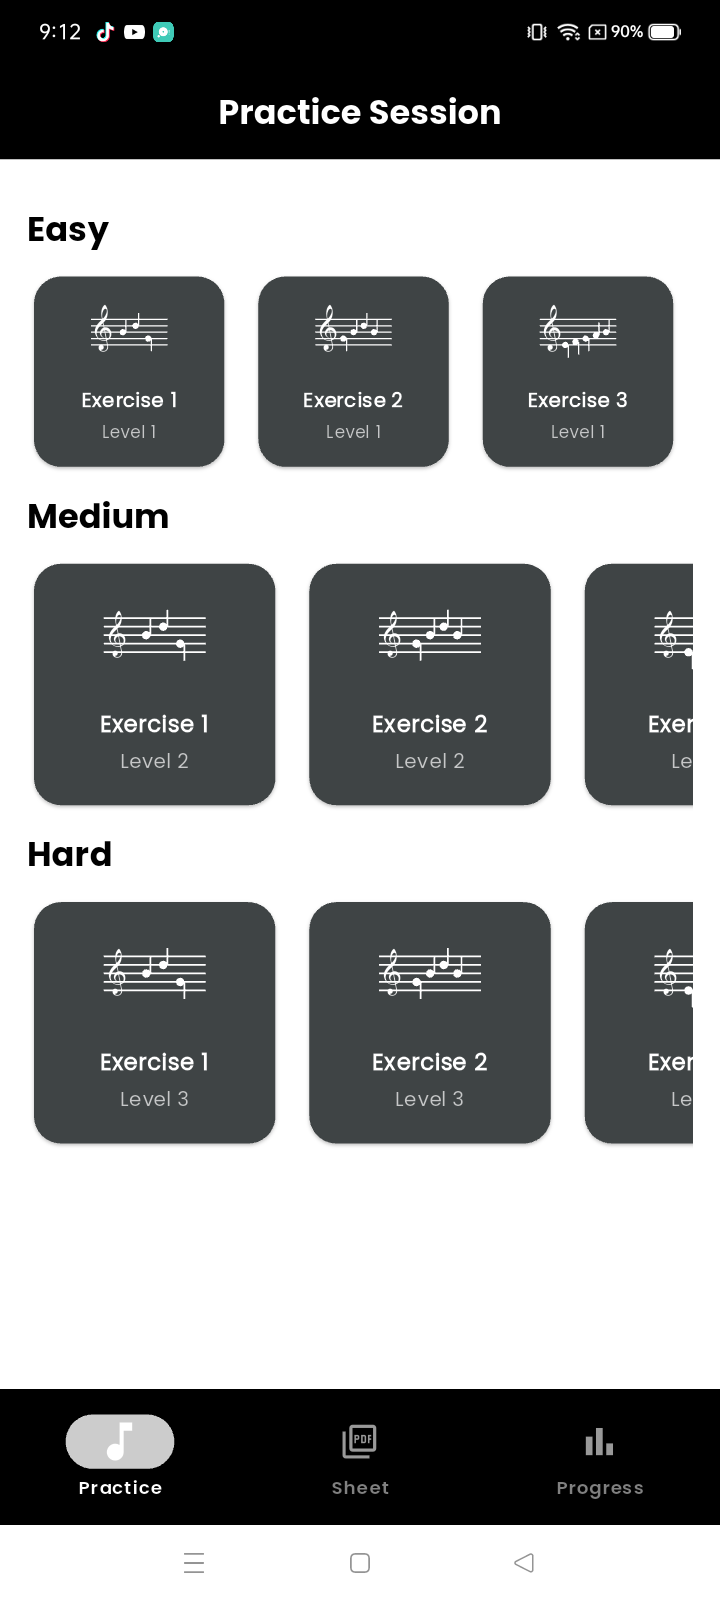 9:12
90%
Practice Session
Easy
Exercise 1
Level 1
Exercise 2
Level 1
Exercise 3
Level 1
Medium
Exercise 1
Level 2
Exercise 2
Level 2
Exer
Le
Hard
Exercise 1
Level 3
Exercise 2
Level 3
Exer
Le
PDF
Practice
Sheet
Progress